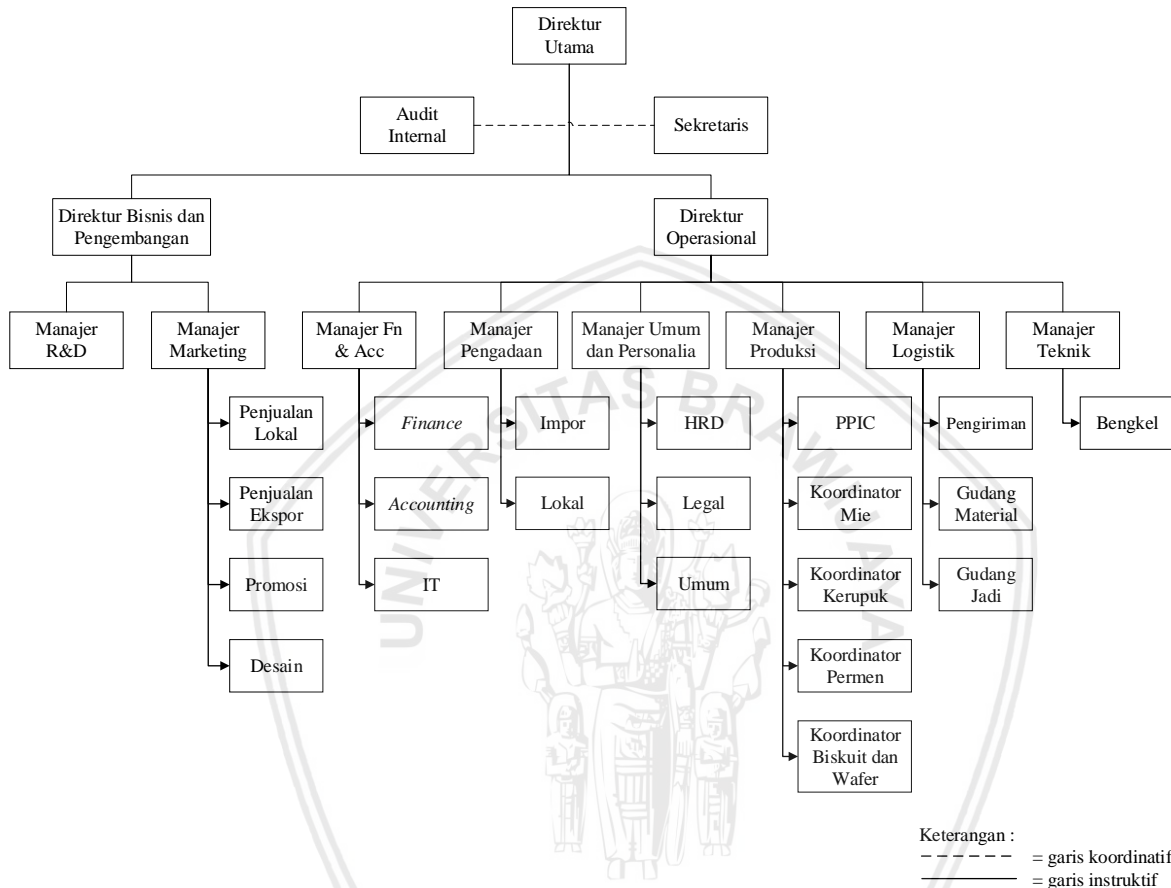 Direktur
Utama
Audit
Internal
Sekretaris
Direktur Bisnis dan
Pengembangan
Direktur
Operasional
Manajer
R&D
Manajer
Marketing
Manajer Fn
& Acc
Manajer
Pengadaan
Manajer Umum
dan Personalia
Manajer
Produksi
Manajer
Logistik
Manajer
Teknik
Penjualan
Lokal
Finance
Impor
HRD
PPIC
Pengiriman
Bengkel
Penjualan
Ekspor
Accounting
Lokal
Legal
Koordinator
Mie
Gudang
Material
Promosi
IT
Umum
Koordinator
Kerupuk
Gudang
Jadi
Desain
Koordinator
Permen
Koordinator
Biskuit dan
Wafer
Keterangan :
= garis koordinatif
= garis instruktif
UNIVERSITAS BRAWIJAYA